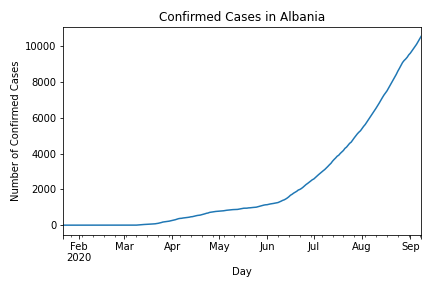 Confirmed Cases in Albania
Number of Confirmed Cases
10000
8000
6000
4000
2000
0
Feb Mar Apr May Jun Jul Aug Sep
2020
Day